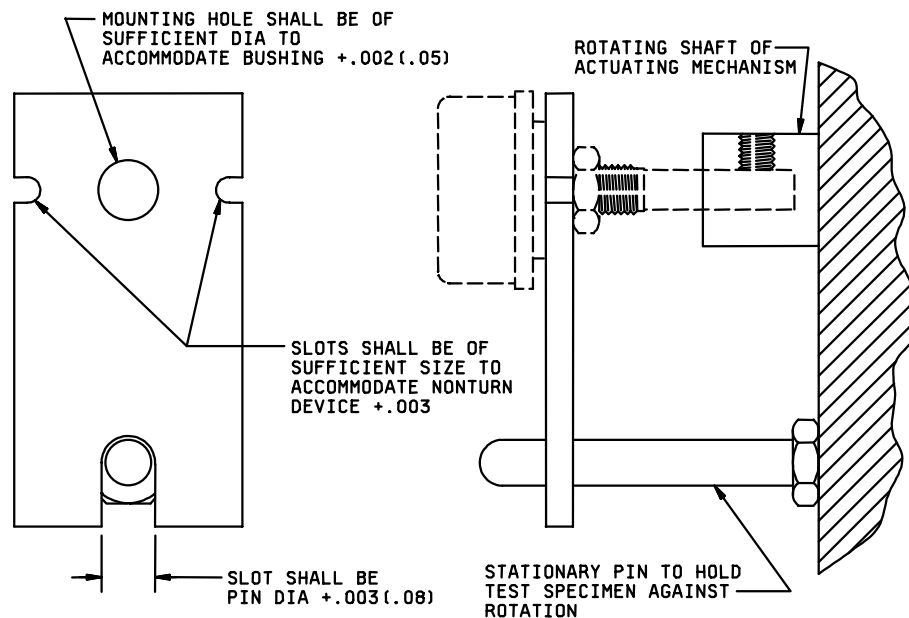 MOUNTING HOLE SHALL BE OF
SUFFICIENT DIA TO
ACCOMMODATE BUSHING +.002(.05)
ROTATING SHAFT OF
ACTUATING MECHANISM
SLOTS SHALL BE OF
SUFFICIENT SIZE TO
ACCOMMODATE NONTURN
DEVICE +.003
SLOT SHALL BE
PIN DIA +.003(.08)
STATIONARY PIN TO HOLD
TEST SPECIMEN AGAINST
ROTATION